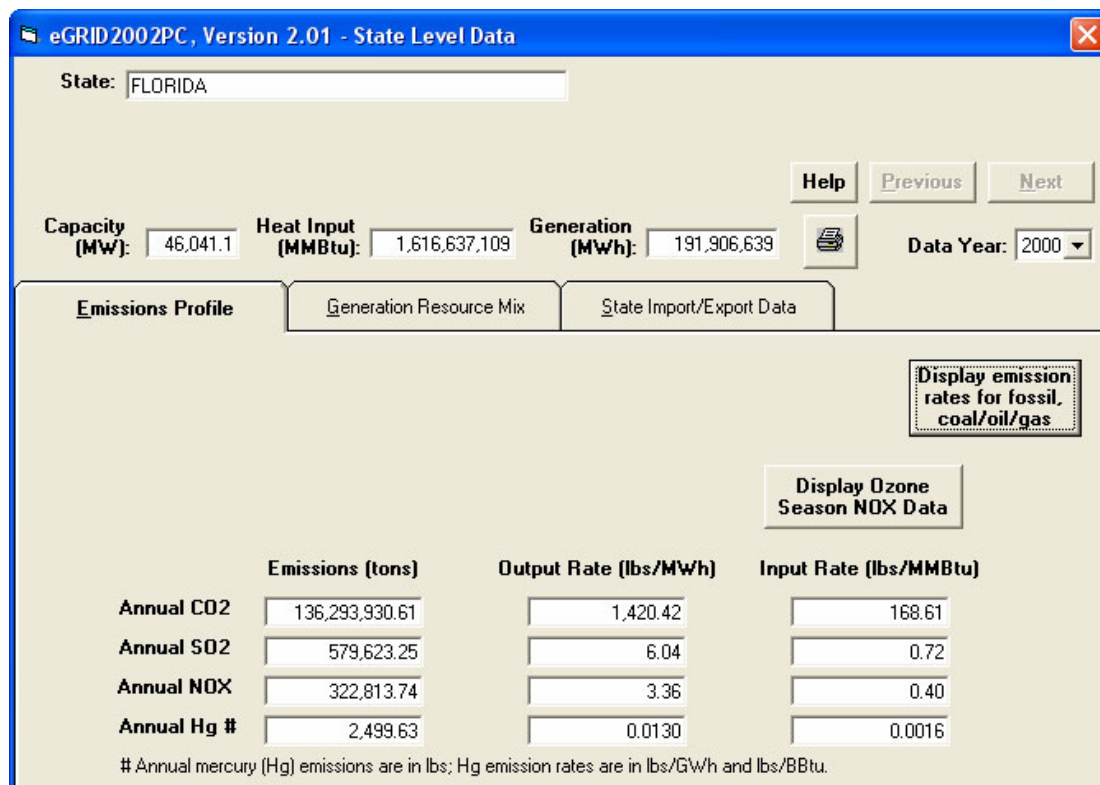 eGRID2002PC, Version 2.01 - State Level Data
State: FLORIDA
Help Previous Next
Capacity (MW): 46,041.1 Heat Input (MMBtu): 1,616,637,109 Generation (MWh): 191,906,639 Data Year: 2000
Emissions Profile Generation Resource Mix State Import/Export Data
Display emission
rates for fossil,
coal/oil/gas
Display Ozone
Season NOX Data
Emissions (tons) Output Rate (lbs/MWh) Input Rate (lbs/MMBtu)
Annual CO2 136,293,930.61 1,420.42 168.61
Annual SO2 579,623.25 6.04 0.72
Annual NOX 322,813.74 3.36 0.40
Annual Hg # 2,499.63 0.0130 0.0016
# Annual mercury (Hg) emissions are in lbs; Hg emission rates are in lbs/GWh and lbs/BBtu.